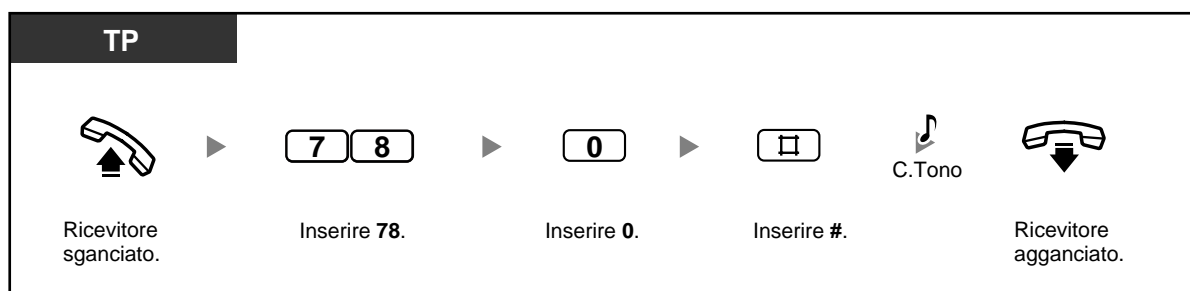 TP
7 8
0
#
C.Tono
Ricevitore sganciato.
Inserire 78.
Inserire 0.
Inserire #.
Ricevitore agganciato.